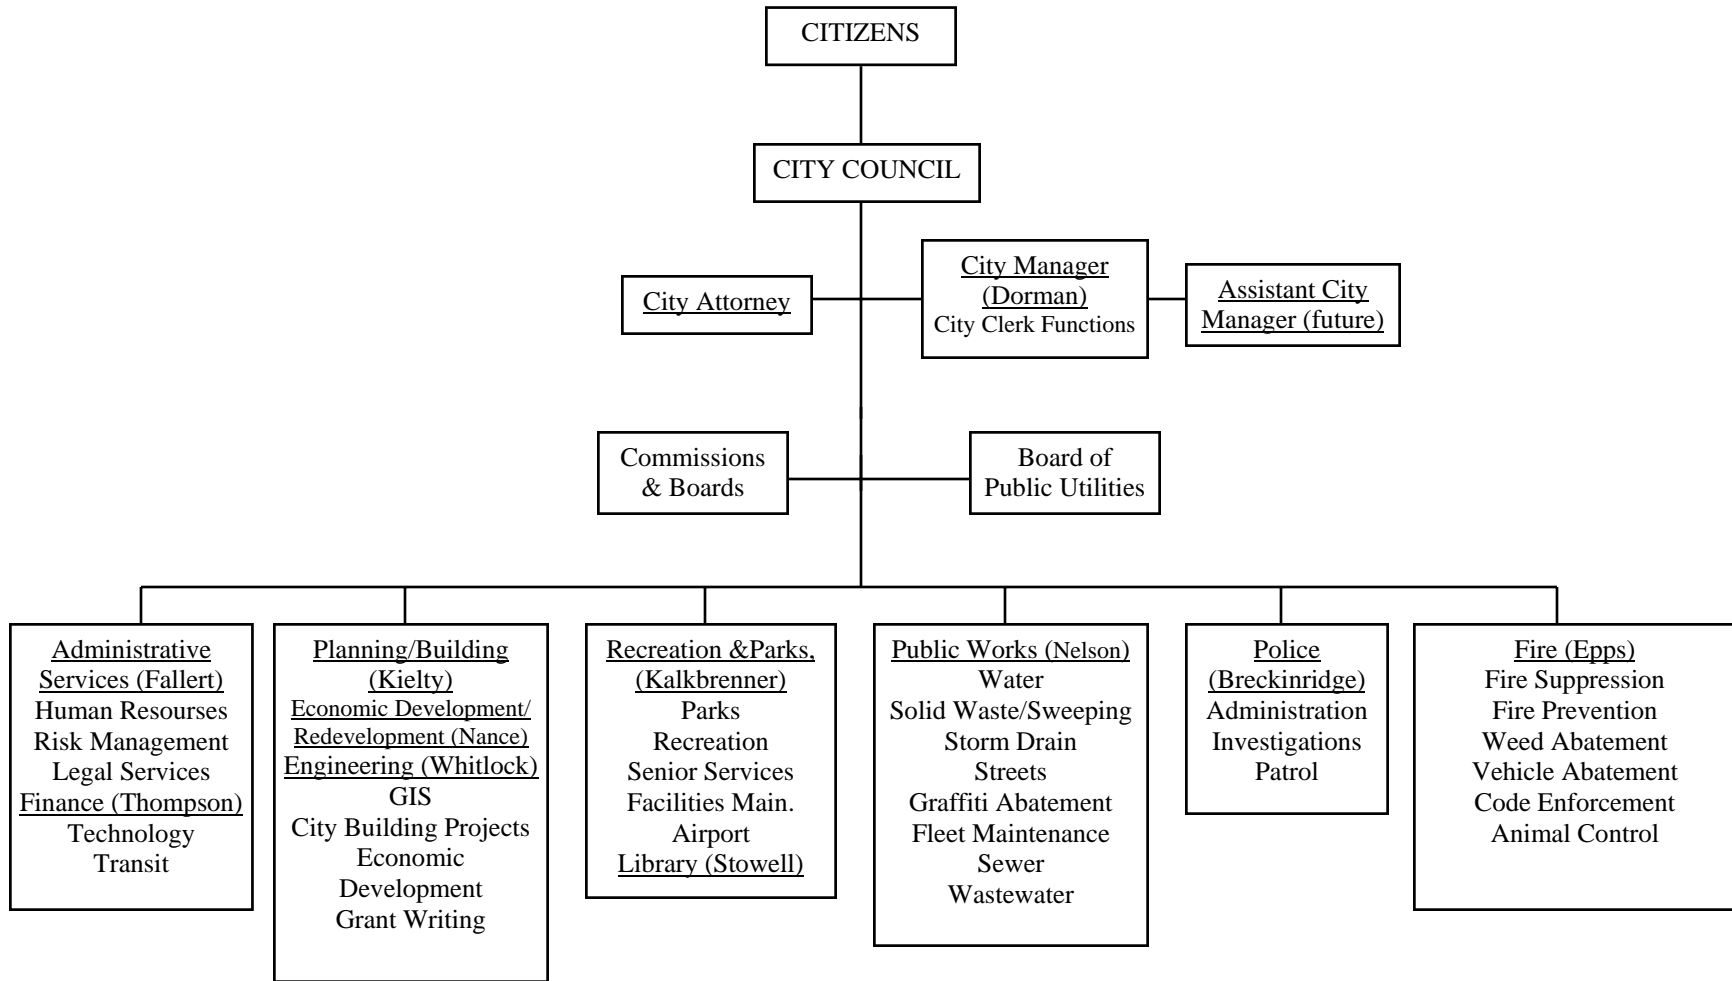 CITIZENS
CITY COUNCIL
City Attorney
City Manager
(Dorman)
City Clerk Functions
Assistant City
Manager (future)
Commissions
& Boards
Board of
Public Utilities
Administrative
Services (Fallert)
Human Resourses
Risk Management
Legal Services
Finance (Thompson)
Technology
Transit
Planning/Building
(Kielty)
Economic Development/
Redevelopment (Nance)
Engineering (Whitlock)
GIS
City Building Projects
Economic
Development
Grant Writing
Recreation &Parks,
(Kalkbrenner)
Parks
Recreation
Senior Services
Facilities Main.
Airport
Library (Stowell)
Public Works (Nelson)
Water
Solid Waste/Sweeping
Storm Drain
Streets
Graffiti Abatement
Fleet Maintenance
Sewer
Wastewater
Police
(Breckinridge)
Administration
Investigations
Patrol
Fire (Epps)
Fire Suppression
Fire Prevention
Weed Abatement
Vehicle Abatement
Code Enforcement
Animal Control